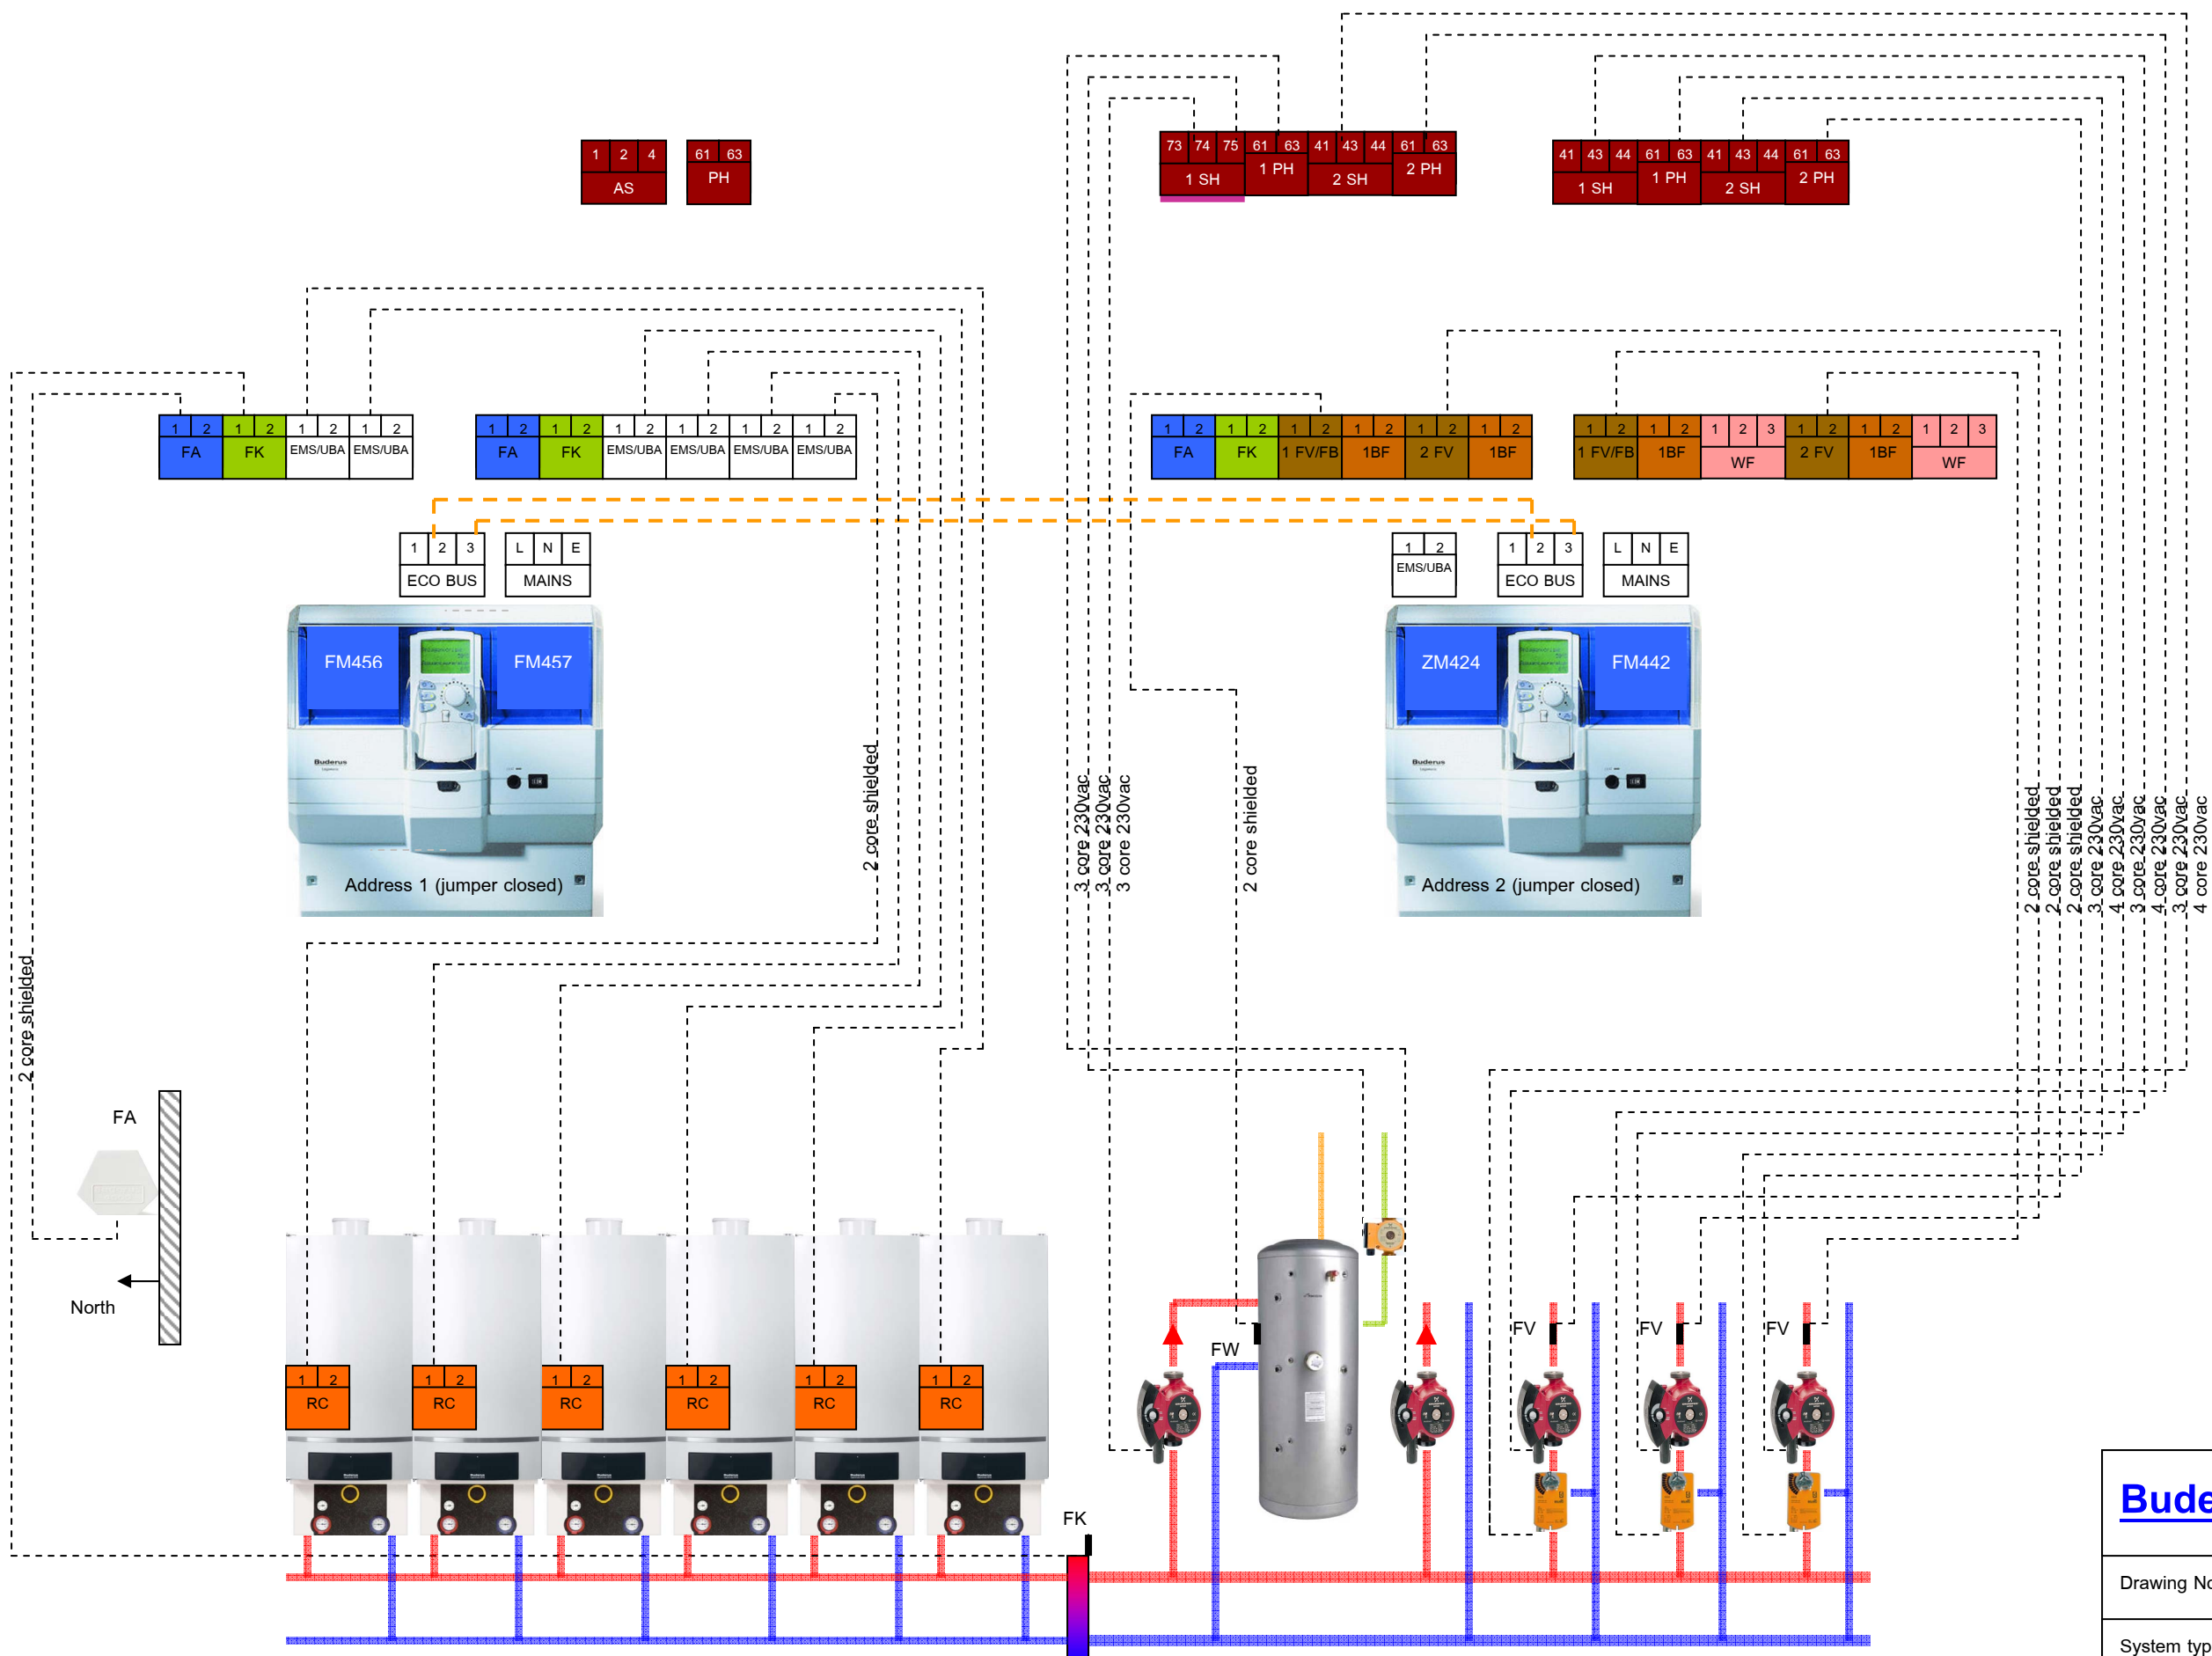 1 2 4
AS
61 63
PH
73 74 75 61 63 41 43 44 61 63
1 SH 1 PH 2 SH 2 PH
41 43 44 61 63 41 43 44 61 63
1 SH 1 PH 2 SH 2 PH
1 2 1 2 1 2 1 2
FA FK EMS/UBA EMS/UBA
1 2 1 2 1 2 1 2 1 2 1 2
FA FK EMS/UBA EMS/UBA EMS/UBA EMS/UBA
1 2 1 2 1 2 1 2 1 2 1 2
FA FK 1 FV/FB 1BF 2 FV 1BF
1 2 1 2 1 2 3 1 2 1 2 1 2 3
1 FV/FB 1BF WF 2 FV 1BF WF
1 2 3 L N E
ECO BUS MAINS
1 2
EMS/UBA
1 2 3 L N E
ECO BUS MAINS
FM456 FM457
Buderus
Address 1 (jumper closed)
ZM424 FM442
Buderus
Address 2 (jumper closed)
2 core shielded
2 core shielded
3 core 230vac
3 core 230vac
3 core 230vac
2 core shielded
2 core shielded
2 core shielded
2 core shielded
3 core 230vac
4 core 230vac
3 core 230vac
4 core 230vac
3 core 230vac
4 core 230vac
FA
North
FW
FV FV FV
1 2 1 2 1 2 1 2 1 2 1 2
RC RC RC RC RC RC
Buderus Buderus Buderus Buderus Buderus Buderus
FK
Bude
Drawing No
System typ